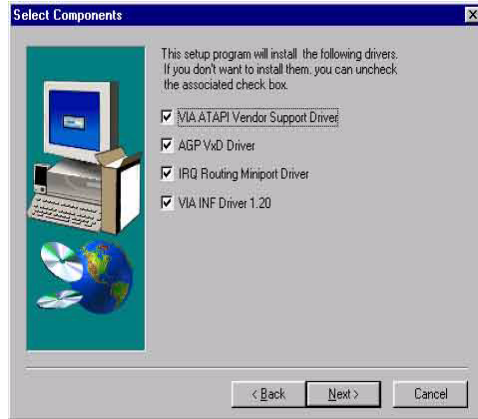 Select Components
This setup program will install the following drivers.
If you don't want to install them, you can uncheck
the associated check box.
VIA ATAPI Vendor Support Driver
AGP VxD Driver
IRQ Routing Miniport Driver
VIA INF Driver 1.20
< Back
Next >
Cancel